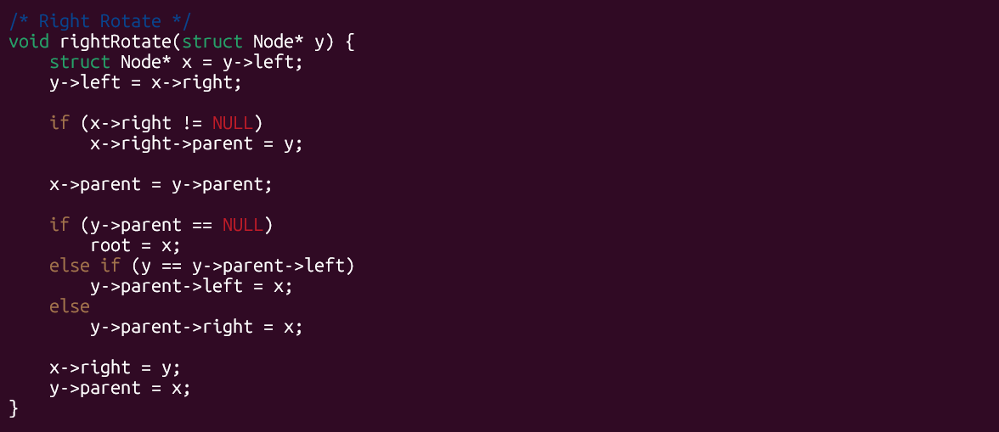 /* Right Rotate */
void rightRotate(struct Node* y) {
    struct Node* x = y->left;
    y->left = x->right;

    if (x->right != NULL)
        x->right->parent = y;

    x->parent = y->parent;

    if (y->parent == NULL)
        root = x;
    else if (y == y->parent->left)
        y->parent->left = x;
    else
        y->parent->right = x;

    x->right = y;
    y->parent = x;
}